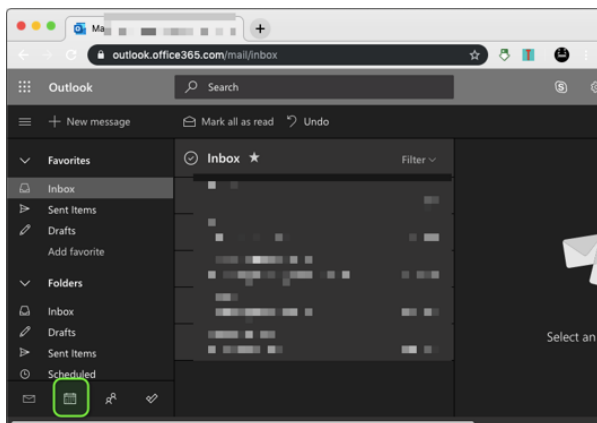 Ma
outlook.office365.com/mail/inbox
Outlook
Search
New message
Mark all as read
Undo
Favorites
Inbox
Filter
Inbox
Sent Items
Drafts
Add favorite
Folders
Inbox
Drafts
Sent Items
Scheduled
Select an